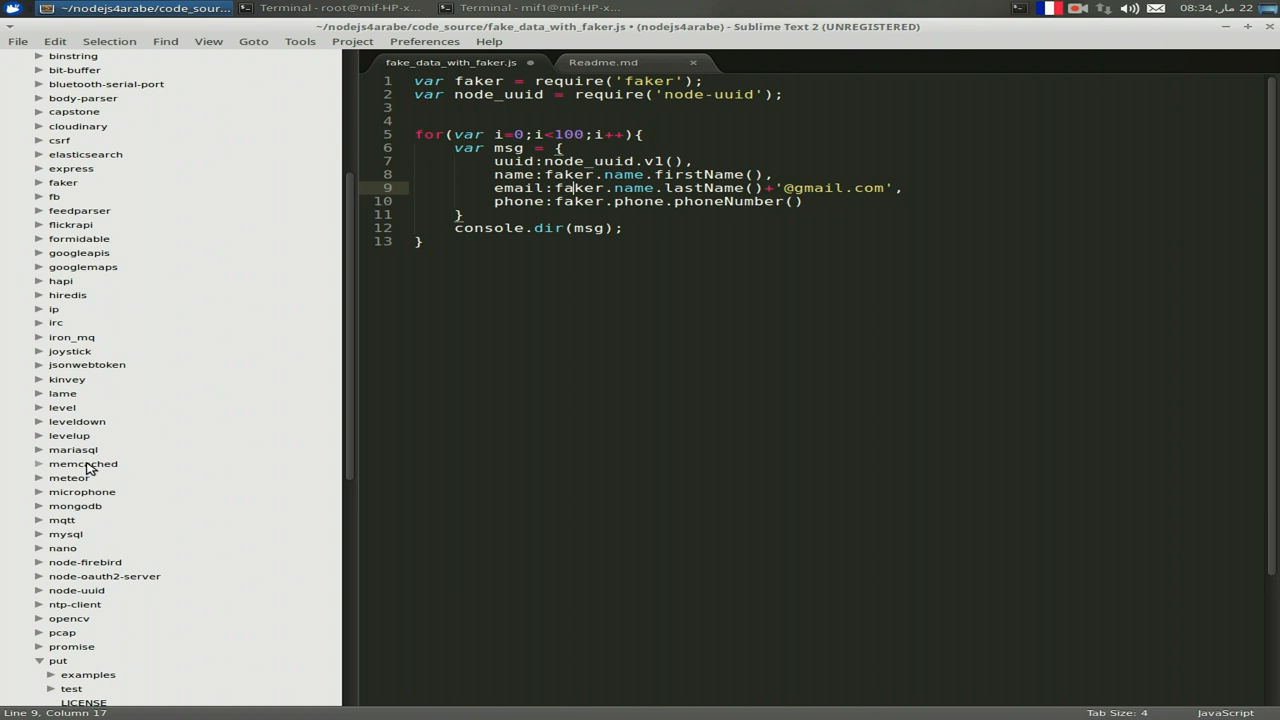 ~/nodejs4arabe/code_sour...
Terminal - root@mif-HP-x...
Terminal - mif1@mif-HP-x...
22 مار, 08:34
~/nodejs4arabe/code_source/fake_data_with_faker.js • (nodejs4arabe) - Sublime Text 2 (UNREGISTERED)
File Edit Selection Find View Goto Tools Project Preferences Help
binstring
bit-buffer
bluetooth-serial-port
body-parser
capstone
cloudinary
csrf
elasticsearch
express
faker
fb
feedparser
flickrapi
formidable
googleapis
googlemaps
hapi
hiredis
ip
irc
iron_mq
joystick
jsonwebtoken
kinvey
lame
level
leveldown
levelup
mariasql
memcached
meteor
microphone
mongodb
mqtt
mysql
nano
node-firebird
node-oauth2-server
node-uuid
ntp-client
opencv
pcap
promise
put
examples
test
LICENSE
fake_data_with_faker.js
Readme.md
1 var faker = require('faker');
2 var node_uuid = require('node-uuid');
3
4
5 for(var i=0;i<100;i++){
6 var msg = {
7 uuid:node_uuid.v1(),
8 name:faker.name.firstName(),
9 email:faker.name.lastName()+'@gmail.com',
10 phone:faker.phone.phoneNumber()
11 }
12 console.dir(msg);
13 }
Line 9, Column 17
Tab Size: 4
JavaScript